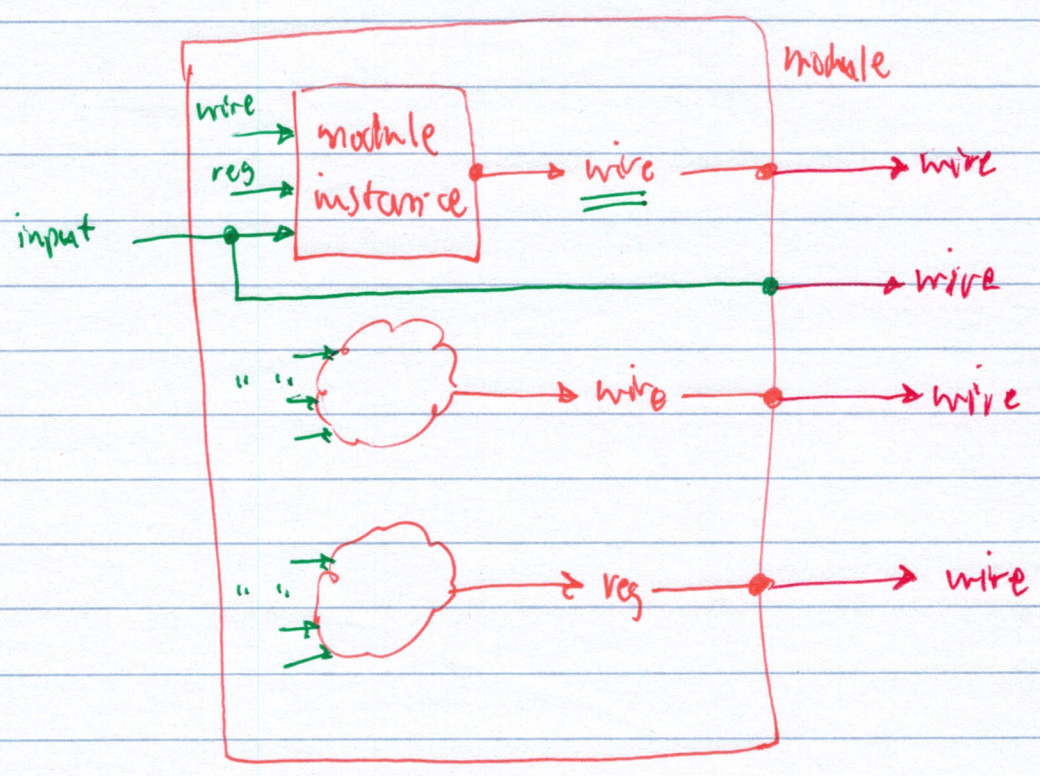 module
wire
module
reg
instance
wire
wire
input
wire
" "
wire
wire
" "
reg
wire